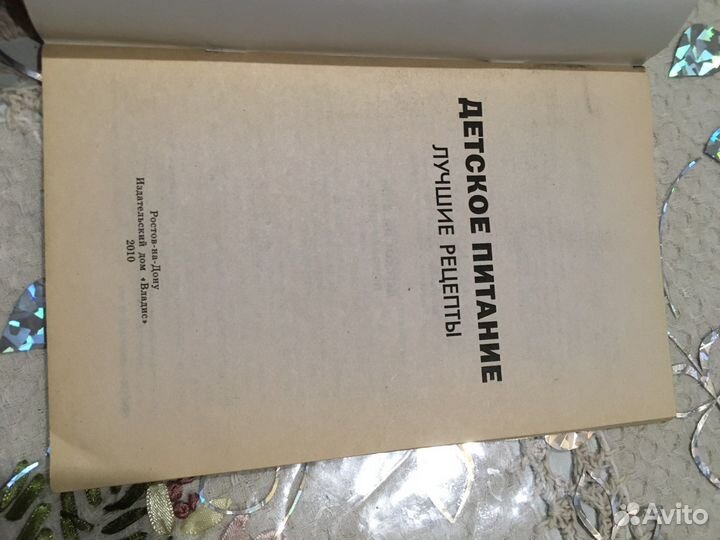 ДЕТСКОЕ ПИТАНИЕ
ЛУЧШИЕ РЕЦЕПТЫ
Ростов-на-Дону
Издательский дом «Владис»
2010
Avito